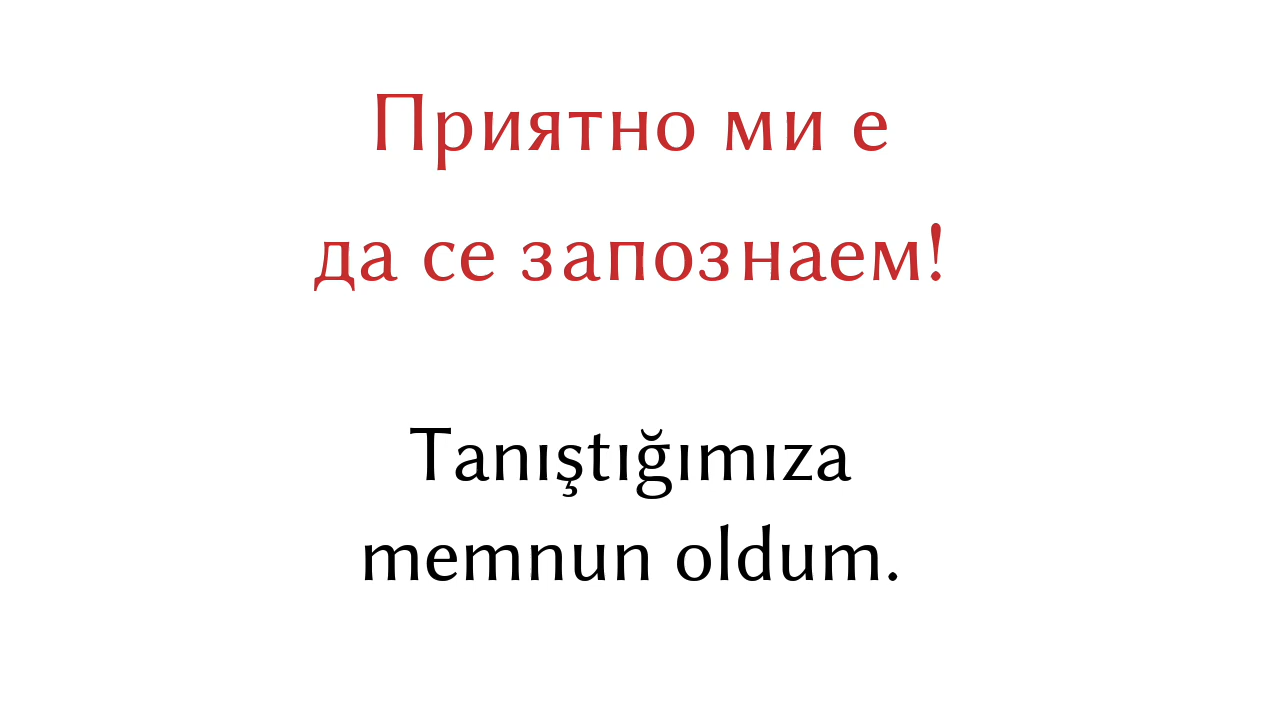 Приятно ми е
да се запознаем!
Tanıştığımıza
memnun oldum.